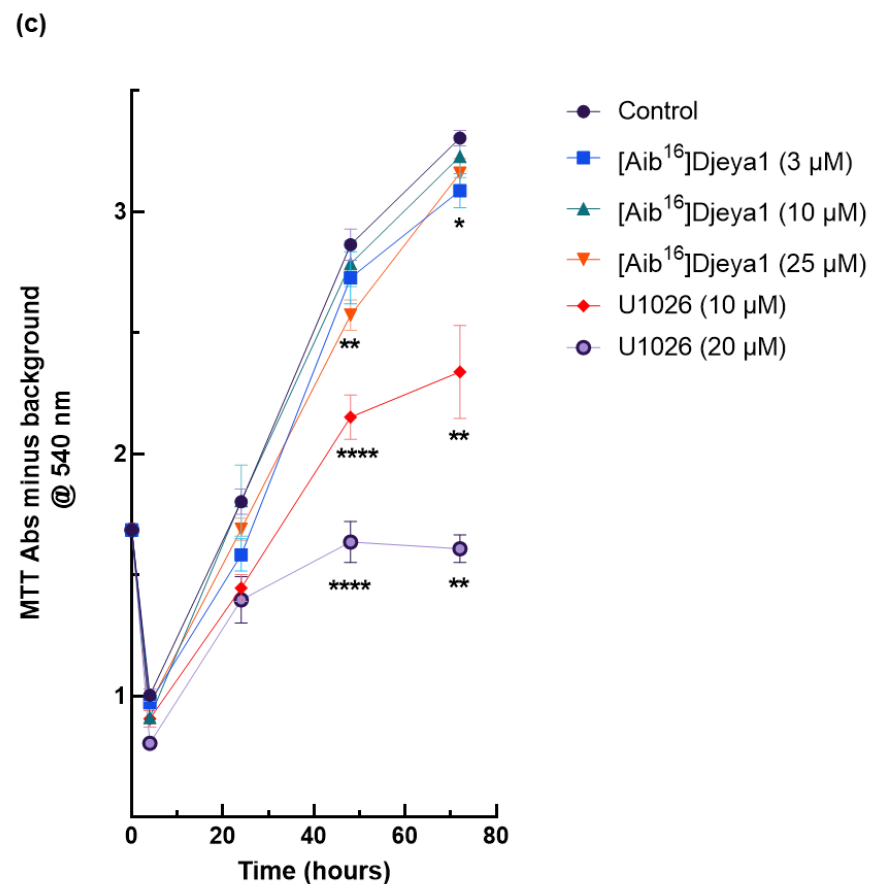 (c)
Control
[Aib¹⁶]Djeya1 (3 µM)
[Aib¹⁶]Djeya1 (10 µM)
[Aib¹⁶]Djeya1 (25 µM)
U1026 (10 µM)
U1026 (20 µM)
MTT Abs minus background
@ 540 nm
3
2
1
*
**
**
****
****
**
0 20 40 60 80
Time (hours)